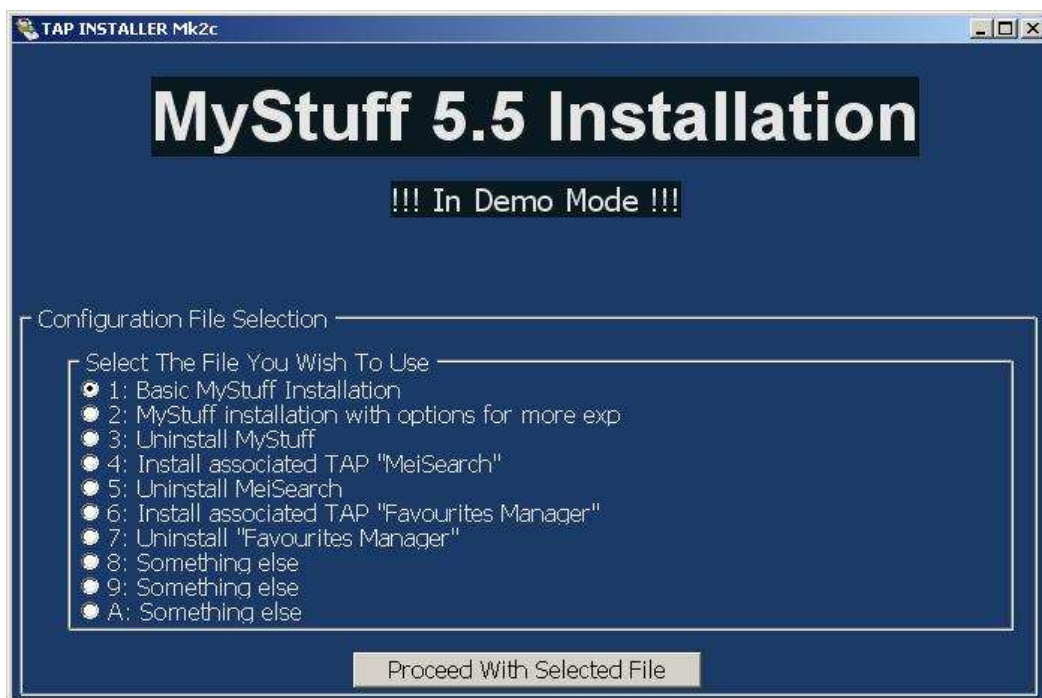 TAP INSTALLER Mk2c
MyStuff 5.5 Installation
!!! In Demo Mode !!!
Configuration File Selection
Select The File You Wish To Use
1: Basic MyStuff Installation
2: MyStuff installation with options for more exp
3: Uninstall MyStuff
4: Install associated TAP "MeiSearch"
5: Uninstall MeiSearch
6: Install associated TAP "Favourites Manager"
7: Uninstall "Favourites Manager"
8: Something else
9: Something else
A: Something else
Proceed With Selected File